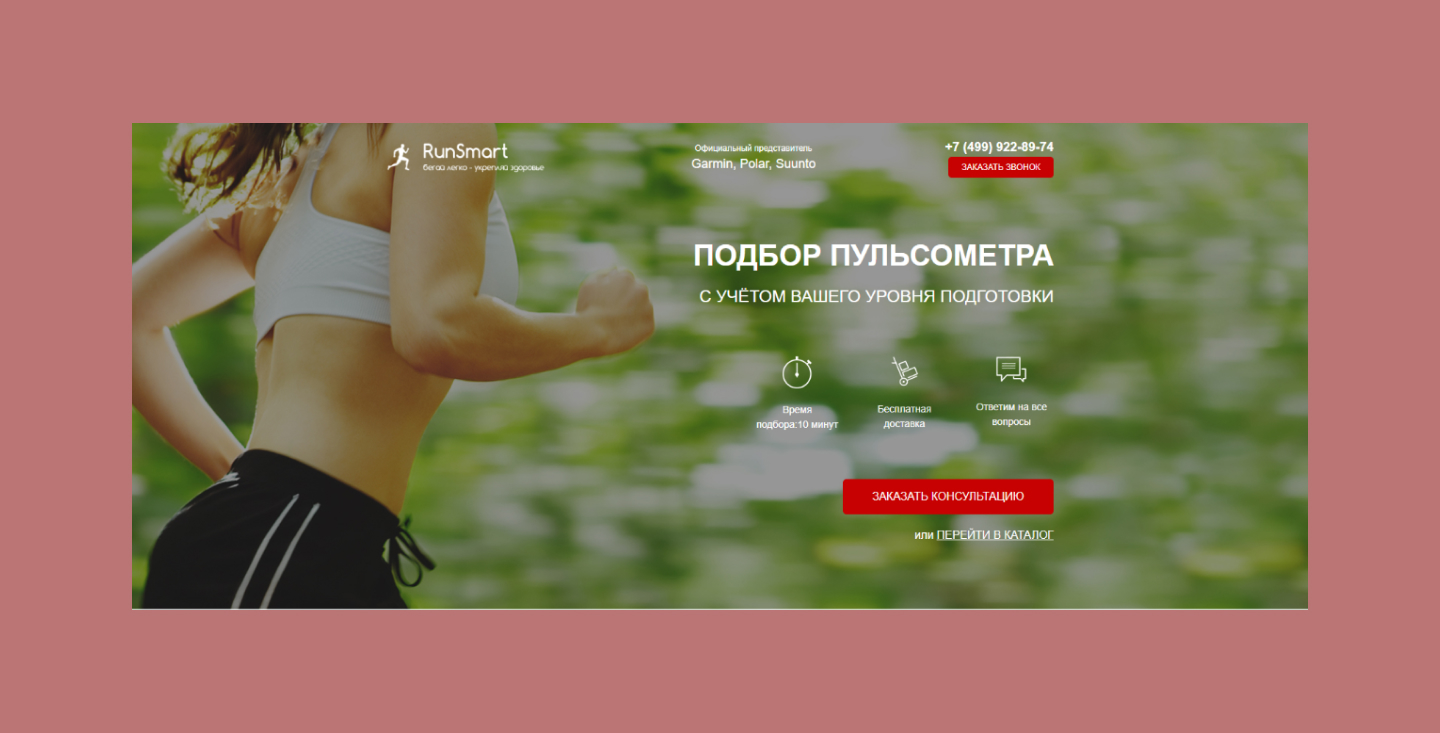 RunSmart
бегай легко - укрепляй здоровье
Официальный представитель
Garmin, Polar, Suunto
+7 (499) 922-89-74
ЗАКАЗАТЬ ЗВОНОК
ПОДБОР ПУЛЬСОМЕТРА
С УЧЁТОМ ВАШЕГО УРОВНЯ ПОДГОТОВКИ
Время
подбора:10 минут
Бесплатная
доставка
Ответим на все
вопросы
ЗАКАЗАТЬ КОНСУЛЬТАЦИЮ
или ПЕРЕЙТИ В КАТАЛОГ